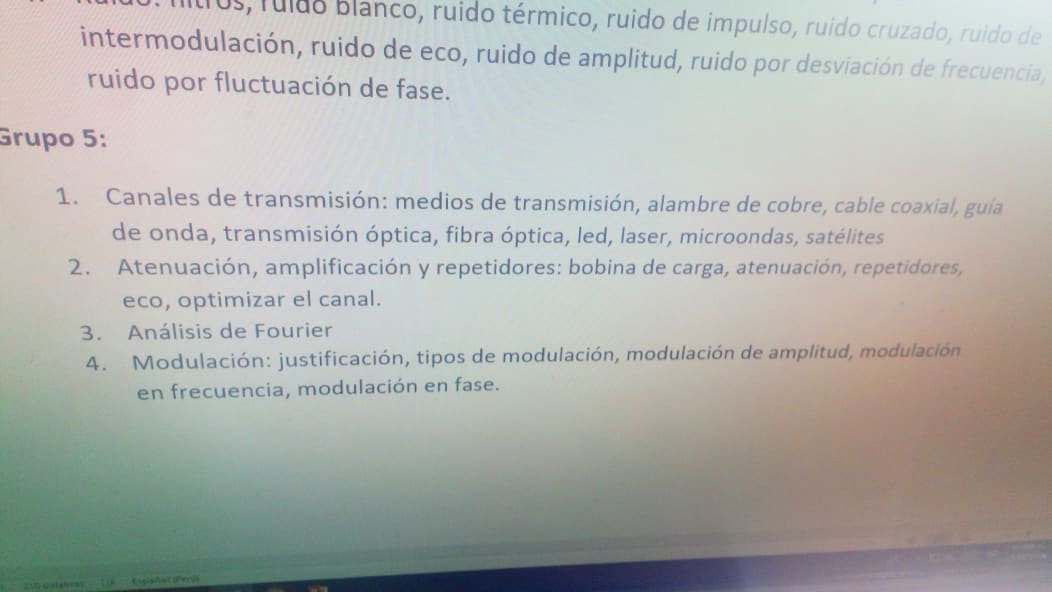 ruido blanco, ruido térmico, ruido de impulso, ruido cruzado, ruido de
intermodulación, ruido de eco, ruido de amplitud, ruido por desviación de frecuencia,
ruido por fluctuación de fase.
Grupo 5:
1. Canales de transmisión: medios de transmisión, alambre de cobre, cable coaxial, guía
de onda, transmisión óptica, fibra óptica, led, laser, microondas, satélites
2. Atenuación, amplificación y repetidores: bobina de carga, atenuación, repetidores,
eco, optimizar el canal.
3. Análisis de Fourier
4. Modulación: justificación, tipos de modulación, modulación de amplitud, modulación
en frecuencia, modulación en fase.
Español (Perú)